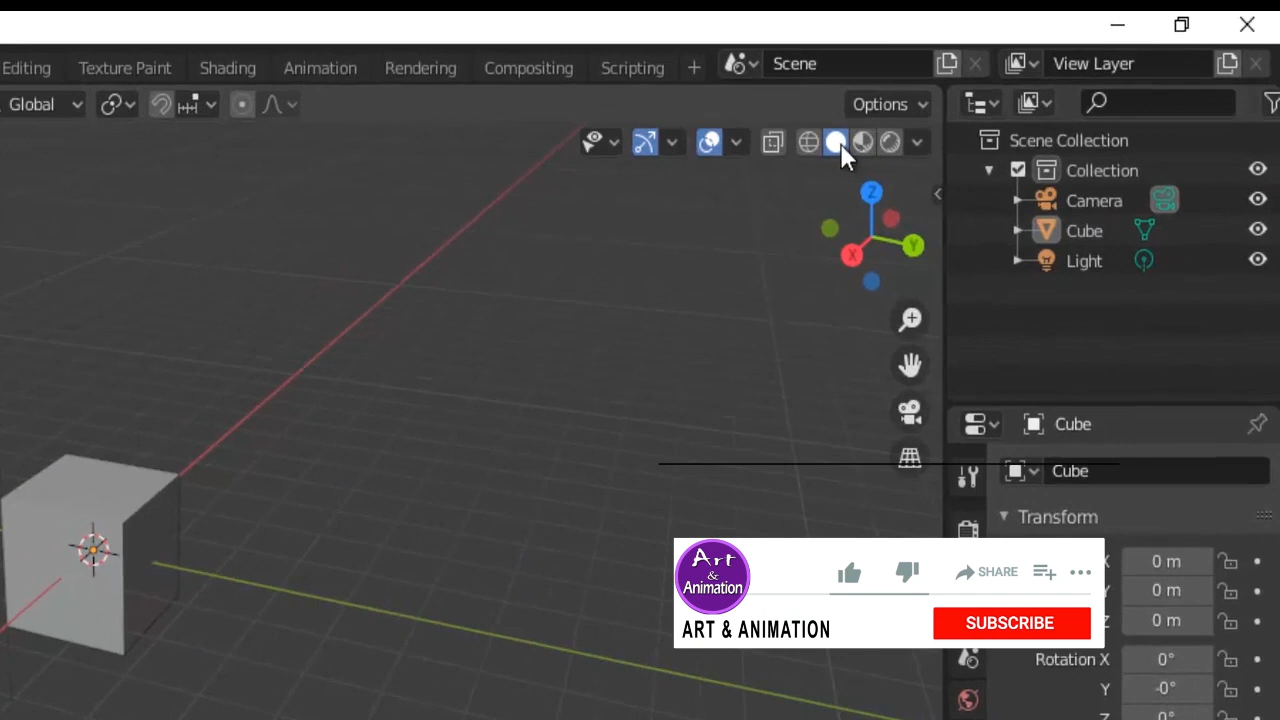 Editing Texture Paint Shading Animation Rendering Compositing Scripting + Scene View Layer
Global Options
Scene Collection
Collection
Camera
Cube
Light
Z
Y
X
Cube
Cube
Transform
X 0 m
Y 0 m
Z 0 m
Rotation X 0°
Y -0°
Z 0°
Art
&
Animation
SHARE
ART & ANIMATION
SUBSCRIBE